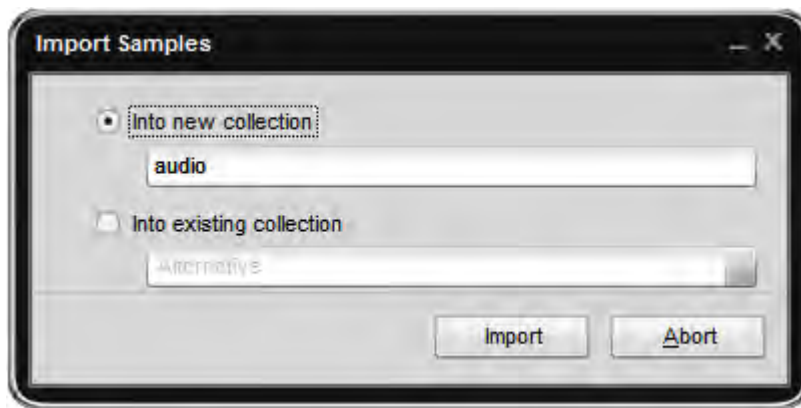 Import Samples
Into new collection
audio
Into existing collection
Alternative
Import Abort